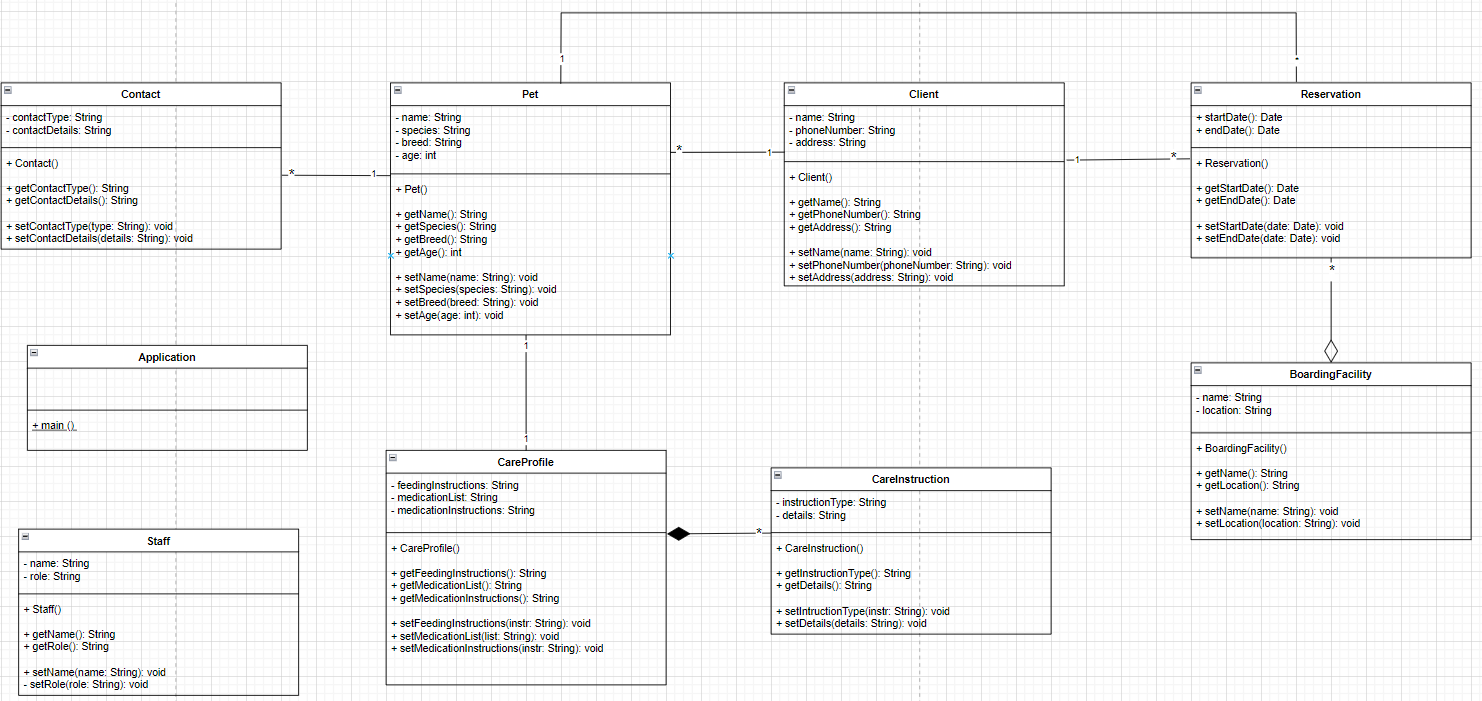 1
*
Contact
- contactType: String
- contactDetails: String
+ Contact()
+ getContactType(): String
+ getContactDetails(): String
+ setContactType(type: String): void
+ setContactDetails(details: String): void
*
1
Pet
- name: String
- species: String
- breed: String
- age: int
+ Pet()
+ getName(): String
+ getSpecies(): String
+ getBreed(): String
+ getAge(): int
+ setName(name: String): void
+ setSpecies(species: String): void
+ setBreed(breed: String): void
+ setAge(age: int): void
*
1
Client
- name: String
- phoneNumber: String
- address: String
+ Client()
+ getName(): String
+ getPhoneNumber(): String
+ getAddress(): String
+ setName(name: String): void
+ setPhoneNumber(phoneNumber: String): void
+ setAddress(address: String): void
1
*
Reservation
+ startDate(): Date
+ endDate(): Date
+ Reservation()
+ getStartDate(): Date
+ getEndDate(): Date
+ setStartDate(date: Date): void
+ setEndDate(date: Date): void
*
Application
+ main ()
1
1
BoardingFacility
- name: String
- location: String
+ BoardingFacility()
+ getName(): String
+ getLocation(): String
+ setName(name: String): void
+ setLocation(location: String): void
Staff
- name: String
- role: String
+ Staff()
+ getName(): String
+ getRole(): String
+ setName(name: String): void
- setRole(role: String): void
CareProfile
- feedingInstructions: String
- medicationList: String
- medicationInstructions: String
+ CareProfile()
+ getFeedingInstructions(): String
+ getMedicationList(): String
+ getMedicationInstructions(): String
+ setFeedingInstructions(instr: String): void
+ setMedicationList(list: String): void
+ setMedicationInstructions(instr: String): void
*
CareInstruction
- instructionType: String
- details: String
+ CareInstruction()
+ getInstructionType(): String
+ getDetails(): String
+ setIntructionType(instr: String): void
+ setDetails(details: String): void